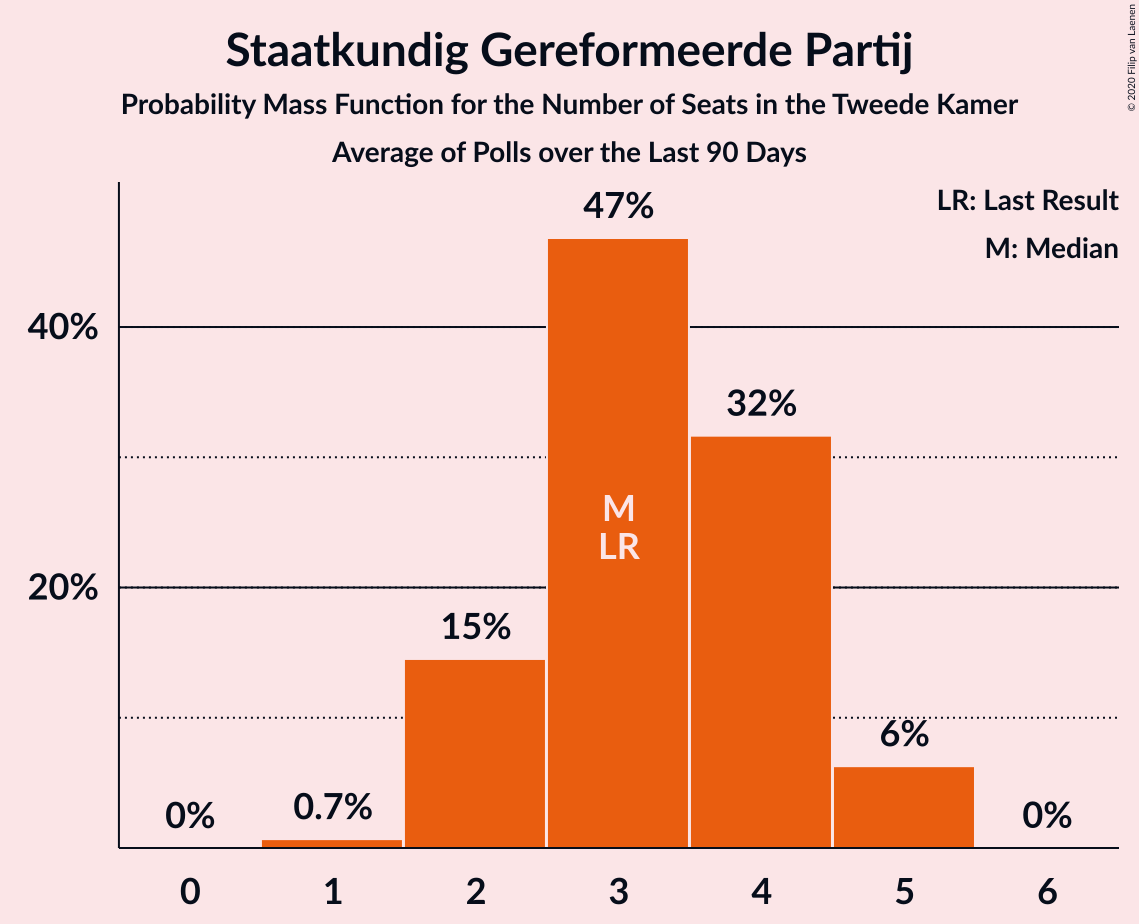 Staatkundig Gereformeerde Partij
Probability Mass Function for the Number of Seats in the Tweede Kamer
Average of Polls over the Last 90 Days
© 2020 Filip van Laenen
LR: Last Result
M: Median
47%
40%
32%
M
LR
20%
15%
6%
0%
0.7%
0%
0 1 2 3 4 5 6